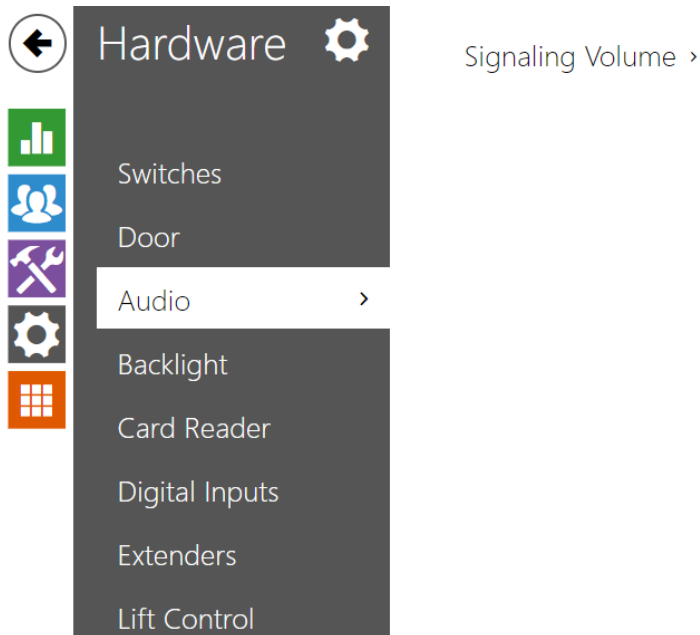 Hardware
Signaling Volume ›
Switches
Door
Audio ›
Backlight
Card Reader
Digital Inputs
Extenders
Lift Control